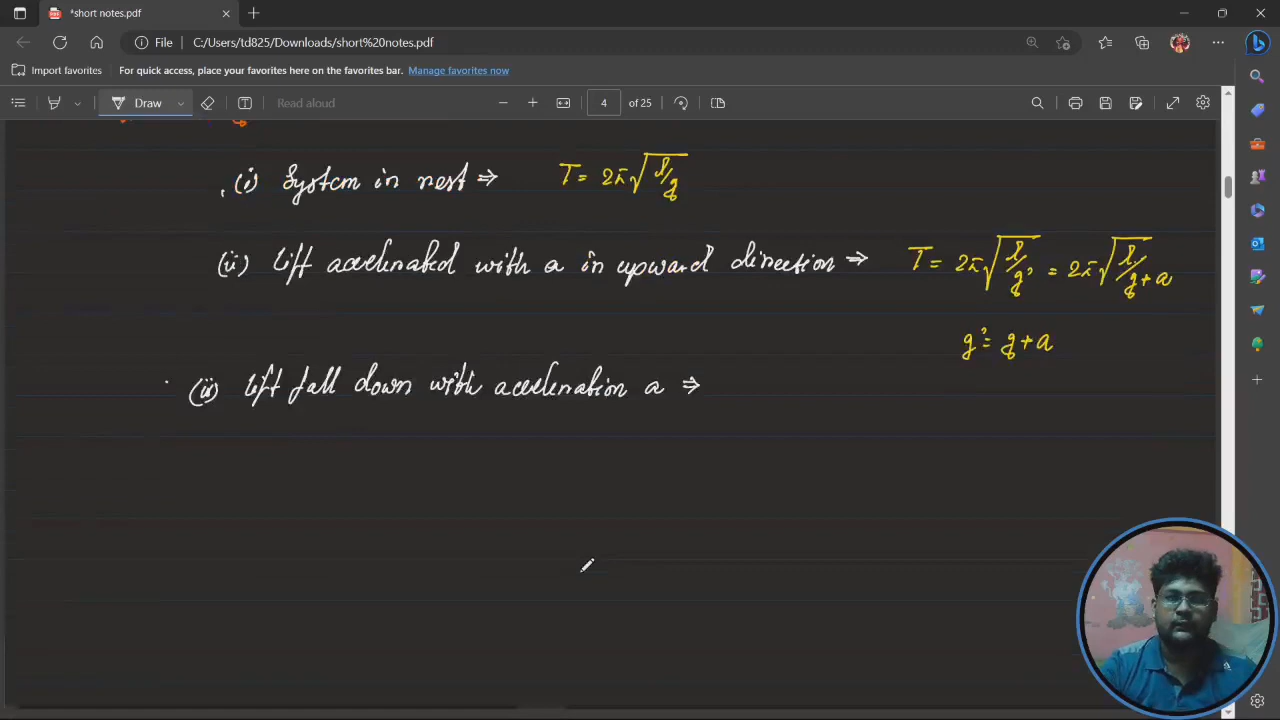 *short notes.pdf
File C:/Users/td825/Downloads/short%20notes.pdf
Import favorites For quick access, place your favorites here on the favorites bar. Manage favorites now
Draw Read aloud 4 of 25
(i) System in rest ⇒ T = 2π√(l/g)
(ii) Lift accelerated with a in upward direction ⇒ T = 2π√(l/g') = 2π√(l/g+a)
g' = g + a
(iii) Lift fall down with acceleration a ⇒